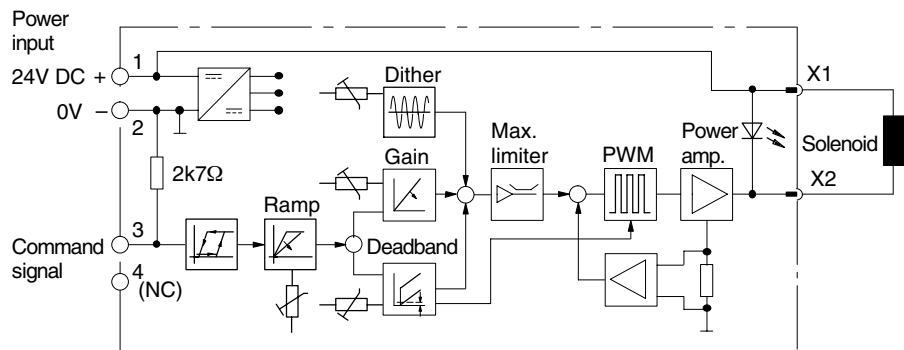 Power
input
24V DC +
1
0V −
2
2k7Ω
Command
signal
3
4
(NC)
Ramp
Dither
Gain
Deadband
Max.
limiter
PWM
Power
amp.
X1
Solenoid
X2